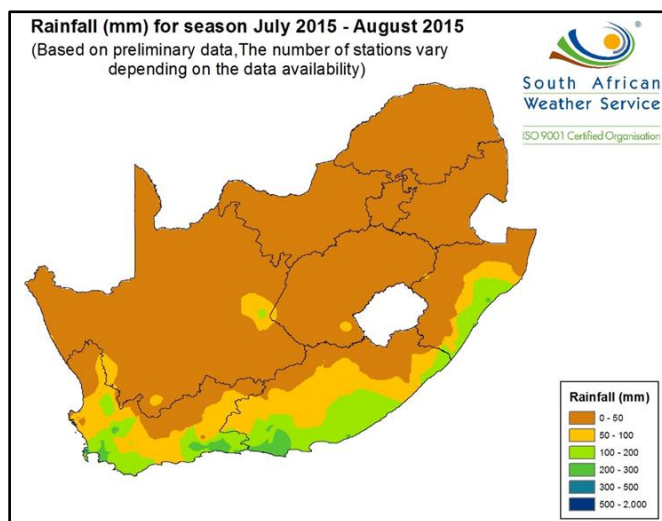 Rainfall (mm) for season July 2015 - August 2015
(Based on preliminary data,The number of stations vary
depending on the data availability)
South African
Weather Service
ISO 9001 Certified Organisation
Rainfall (mm)
0 - 50
50 - 100
100 - 200
200 - 300
300 - 500
500 - 2,000